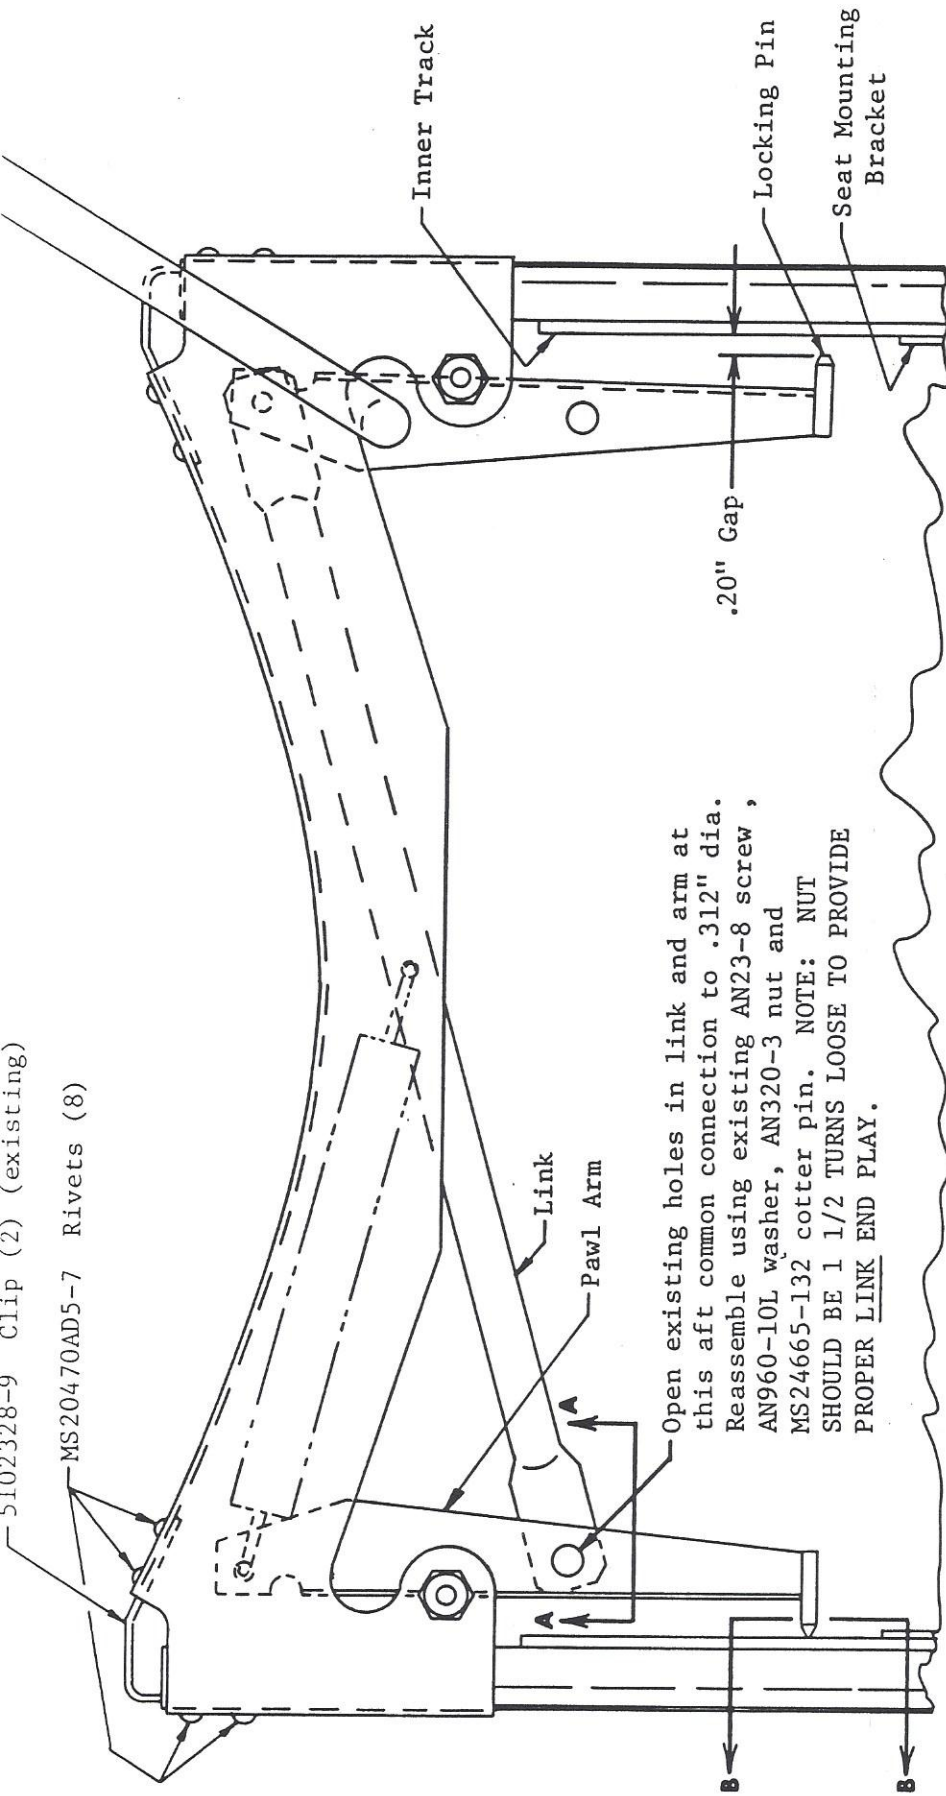 5102328-9 Clip (2) (existing)
MS20470AD5-7 Rivets (8)
Inner Track
Locking Pin
Seat Mounting
Bracket
.20" Gap
Link
Pawl Arm
Open existing holes in link and arm at
this aft common connection to .312" dia.
Reassemble using existing AN23-8 screw ,
AN960-10L washer, AN320-3 nut and
MS24665-132 cotter pin. NOTE: NUT
SHOULD BE 1 1/2 TURNS LOOSE TO PROVIDE
PROPER LINK END PLAY.
A
A
B
B